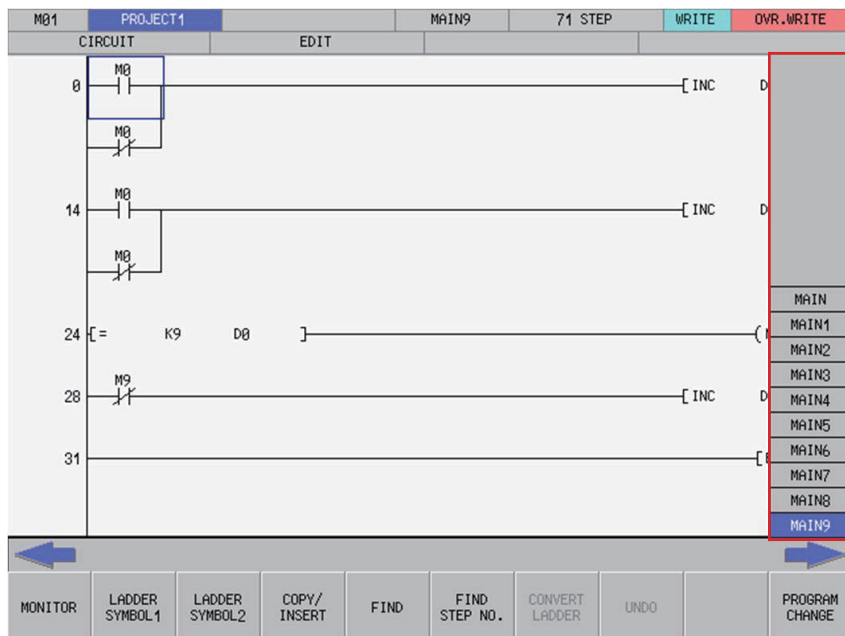 M01 PROJECT1 MAIN9 71 STEP WRITE OVR.WRITE
CIRCUIT EDIT
M0
0 [ INC D
M0
M0
14 [ INC D
M0
24 [= K9 D0 ]
M9
28 [ INC D
31
MAIN
MAIN1
MAIN2
MAIN3
MAIN4
MAIN5
MAIN6
MAIN7
MAIN8
MAIN9
MONITOR
LADDER
SYMBOL1
LADDER
SYMBOL2
COPY/
INSERT
FIND
FIND
STEP NO.
CONVERT
LADDER
UNDO
PROGRAM
CHANGE